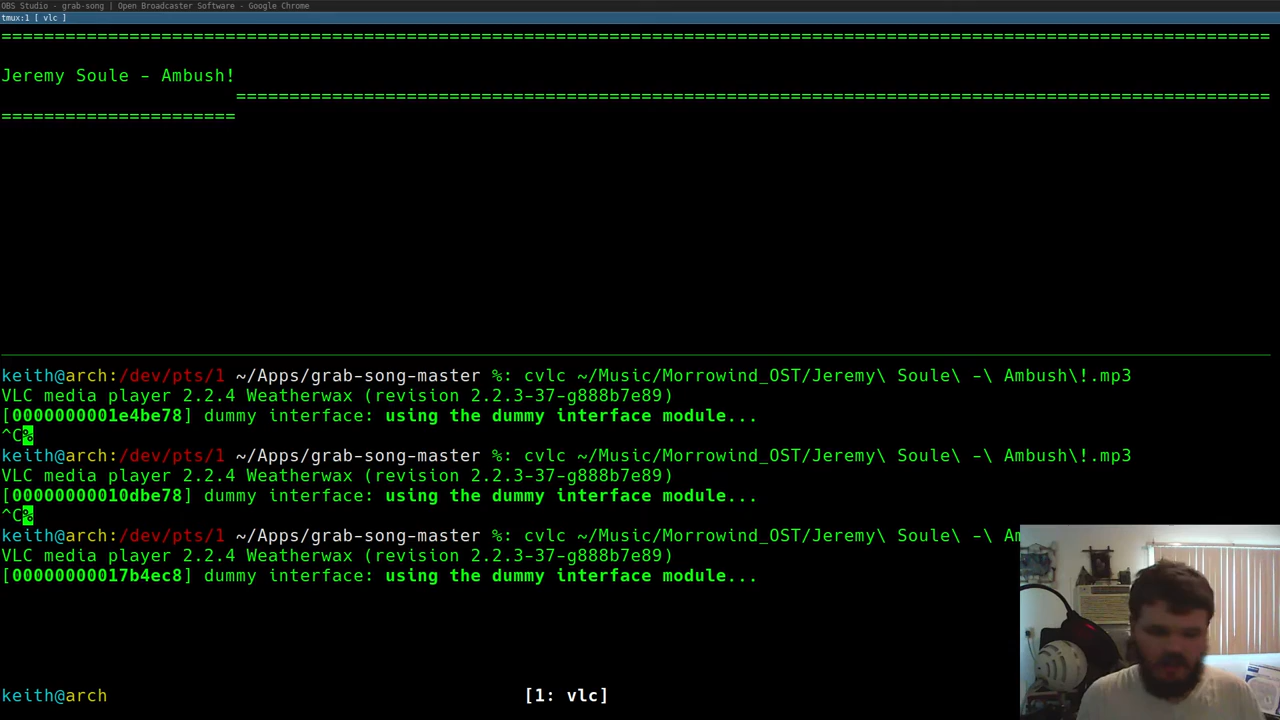 OBS Studio - grab-song | Open Broadcaster Software - Google Chrome
tmux:1 [ vlc ]
=======================================================================================================================
Jeremy Soule - Ambush!
=================================================================================================
======================
keith@arch:/dev/pts/1 ~/Apps/grab-song-master %: cvlc ~/Music/Morrowind_OST/Jeremy\ Soule\ -\ Ambush\!.mp3
VLC media player 2.2.4 Weatherwax (revision 2.2.3-37-g888b7e89)
[0000000001e4be78] dummy interface: using the dummy interface module...
^C%
keith@arch:/dev/pts/1 ~/Apps/grab-song-master %: cvlc ~/Music/Morrowind_OST/Jeremy\ Soule\ -\ Ambush\!.mp3
VLC media player 2.2.4 Weatherwax (revision 2.2.3-37-g888b7e89)
[00000000010dbe78] dummy interface: using the dummy interface module...
^C%
keith@arch:/dev/pts/1 ~/Apps/grab-song-master %: cvlc ~/Music/Morrowind_OST/Jeremy\ Soule\ -\ Am
VLC media player 2.2.4 Weatherwax (revision 2.2.3-37-g888b7e89)
[00000000017b4ec8] dummy interface: using the dummy interface module...
keith@arch [1: vlc]